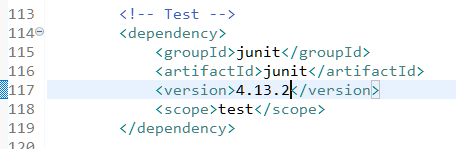 113 <!-- Test -->
114 <dependency>
115 <groupId>junit</groupId>
116 <artifactId>junit</artifactId>
117 <version>4.13.2</version>
118 <scope>test</scope>
119 </dependency>
120